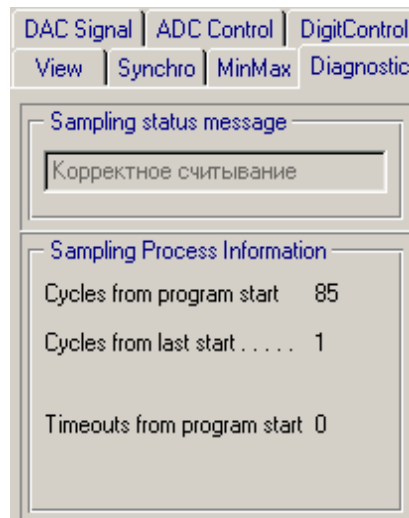 DAC Signal ADC Control DigitControl
View Synchro MinMax Diagnostic
Sampling status message
Корректное считывание
Sampling Process Information
Cycles from program start 85
Cycles from last start . . . . . 1
Timeouts from program start 0